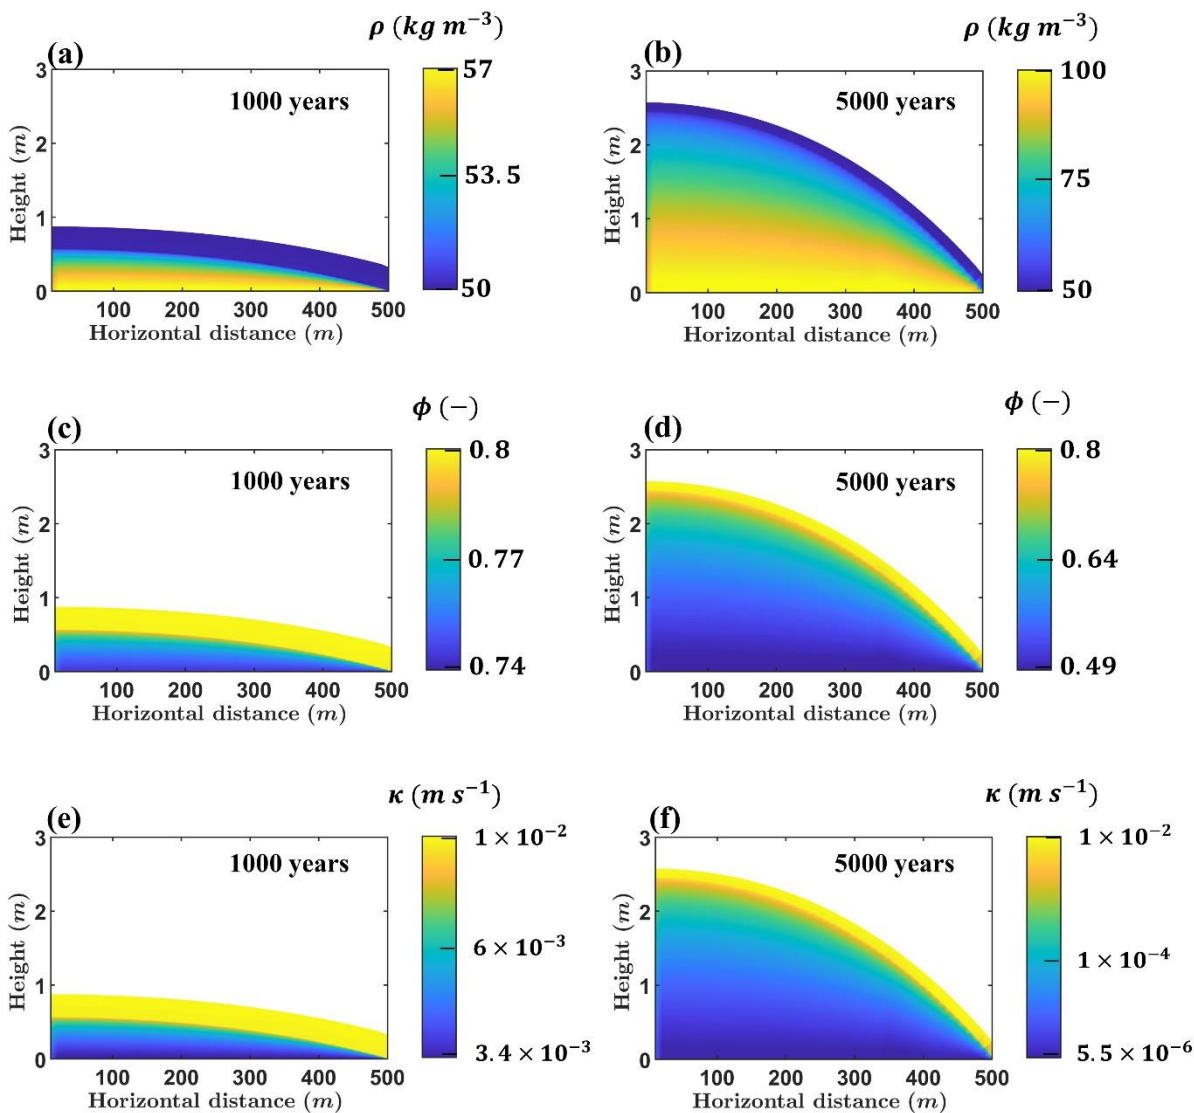 (a)
ρ (kg m⁻³)
1000 years
3
2
1
0
Height (m)
100 200 300 400 500
Horizontal distance (m)
57
53.5
50
(b)
ρ (kg m⁻³)
5000 years
3
2
1
0
Height (m)
100 200 300 400 500
Horizontal distance (m)
100
75
50
(c)
ϕ (−)
1000 years
3
2
1
0
Height (m)
100 200 300 400 500
Horizontal distance (m)
0.8
0.77
0.74
(d)
ϕ (−)
5000 years
3
2
1
0
Height (m)
100 200 300 400 500
Horizontal distance (m)
0.8
0.64
0.49
(e)
κ (m s⁻¹)
1000 years
3
2
1
0
Height (m)
100 200 300 400 500
Horizontal distance (m)
1 × 10⁻²
6 × 10⁻³
3.4 × 10⁻³
(f)
κ (m s⁻¹)
5000 years
3
2
1
0
Height (m)
100 200 300 400 500
Horizontal distance (m)
1 × 10⁻²
1 × 10⁻⁴
5.5 × 10⁻⁶